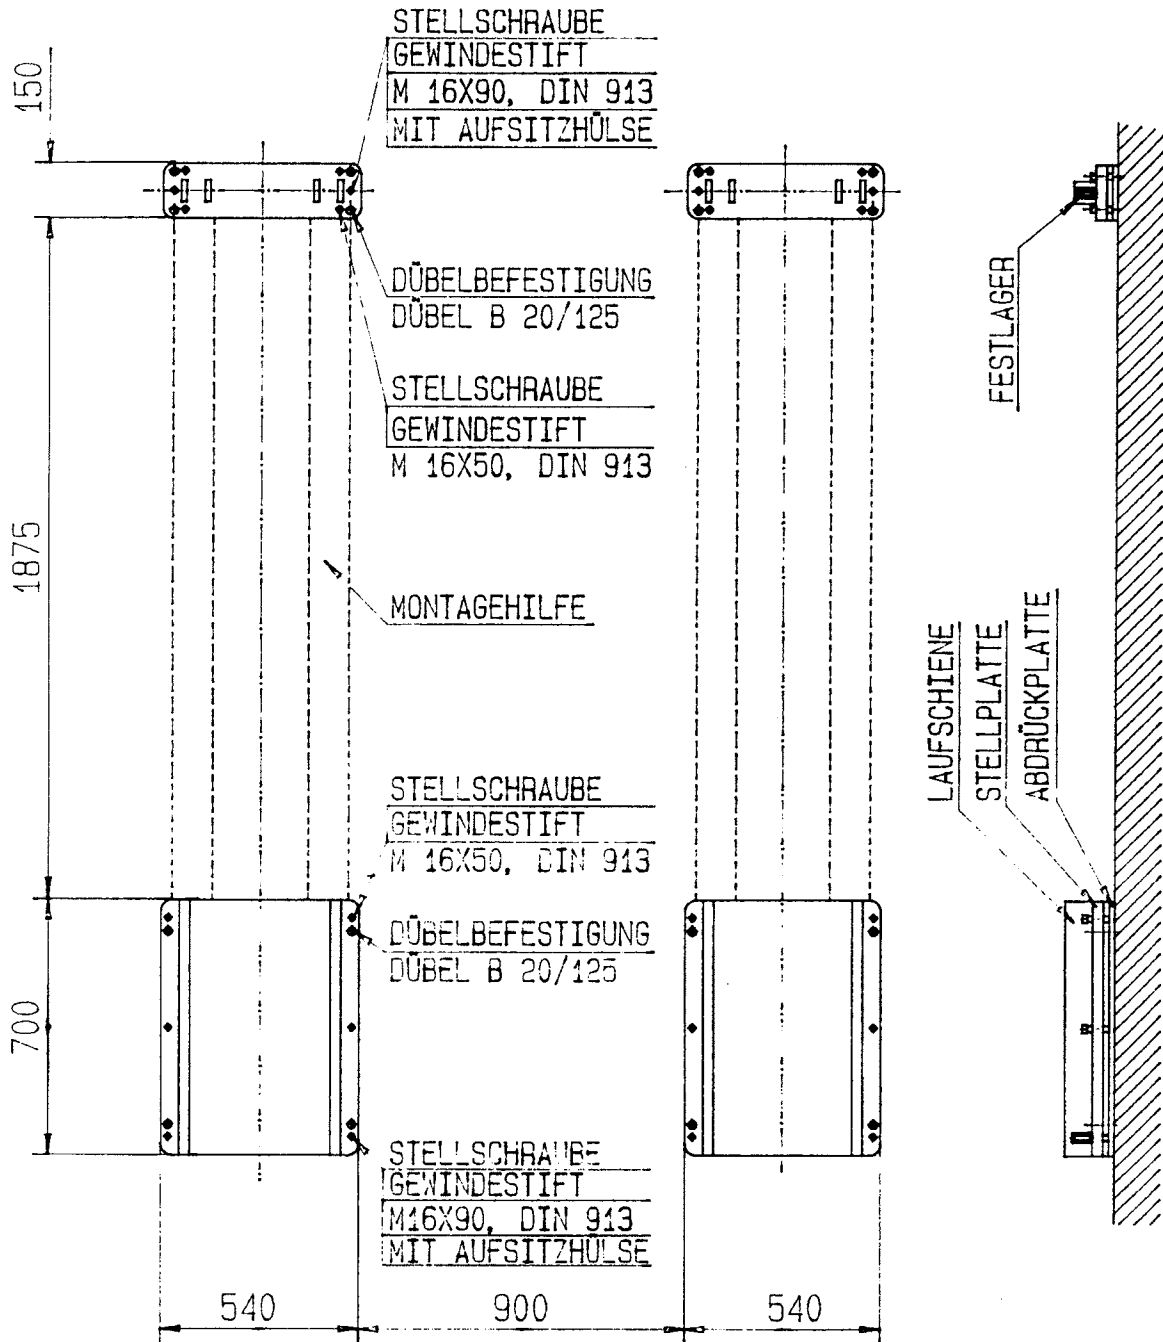 STELLSCHRAUBE
GEWINDESTIFT
M 16X90, DIN 913
MIT AUFSITZHÜLSE
150
DÜBELBEFESTIGUNG
DÜBEL B 20/125
FESTLAGER
STELLSCHRAUBE
GEWINDESTIFT
M 16X50, DIN 913
1875
MONTAGEHILFE
LAUFSCHIENE
STELLPLATTE
ABDRÜCKPLATTE
STELLSCHRAUBE
GEWINDESTIFT
M 16X50, DIN 913
DÜBELBEFESTIGUNG
DÜBEL B 20/125
700
STELLSCHRAUBE
GEWINDESTIFT
M16X90, DIN 913
MIT AUFSITZHÜLSE
540
900
540